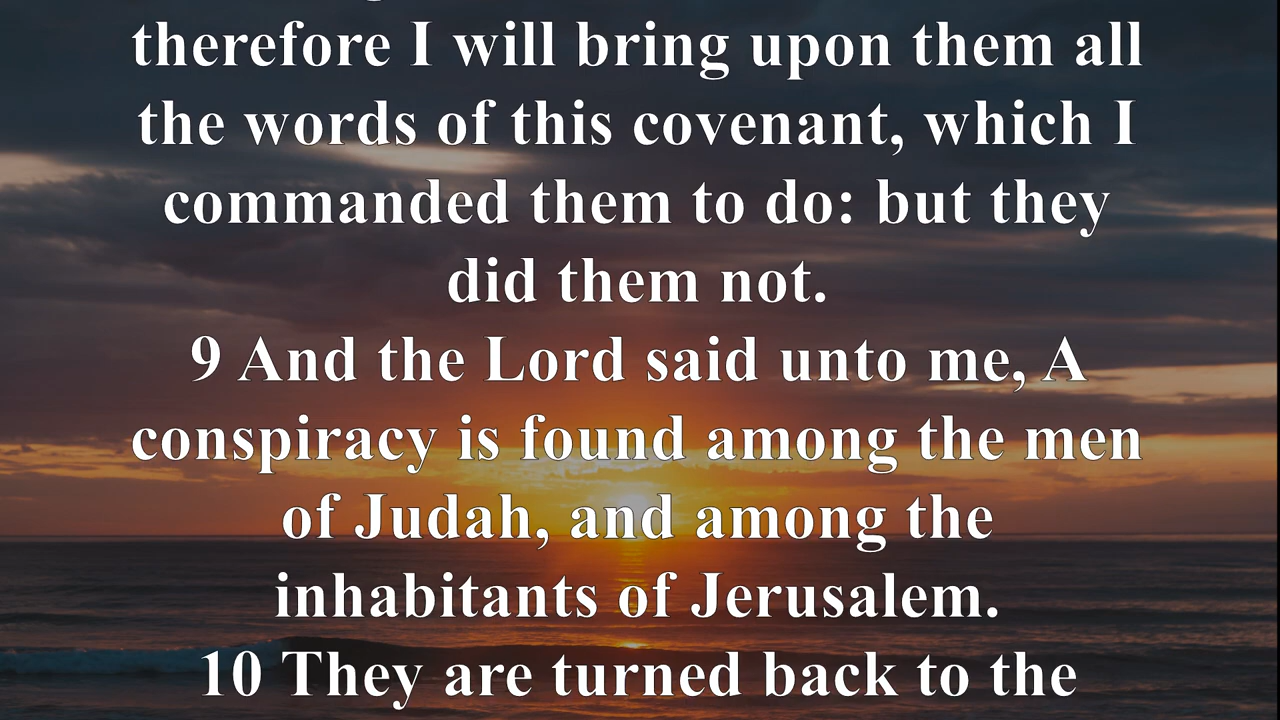 therefore I will bring upon them all
the words of this covenant, which I
commanded them to do: but they
did them not.
9 And the Lord said unto me, A
conspiracy is found among the men
of Judah, and among the
inhabitants of Jerusalem.
10 They are turned back to the